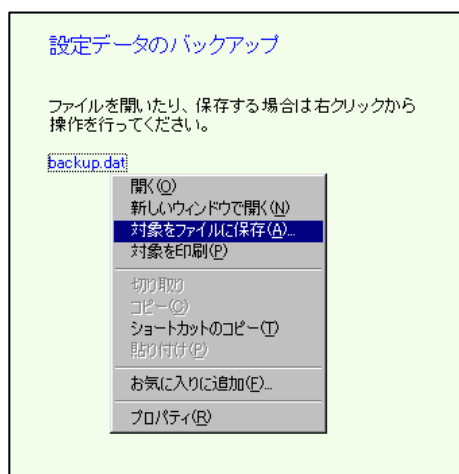 設定データのバックアップ
ファイルを開いたり、保存する場合は右クリックから
操作を行ってください。
backup.dat
開く(O)
新しいウィンドウで開く(N)
対象をファイルに保存(A)...
対象を印刷(P)
切り取り
コピー(C)
ショートカットのコピー(T)
貼り付け(P)
お気に入りに追加(F)...
プロパティ(R)